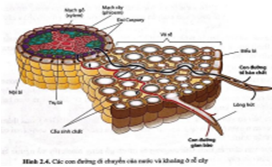 Mạch gỗ
(xylem)
Mạch rây
(phloem)
Đai Caspary
Vỏ rễ
Biểu bì
Con đường
tế bào chất
Nội bì
Trụ bì
Lông hút
Cầu sinh chất
Con đường
gian bào
Hình 2.4. Các con đường di chuyển của nước và khoáng ở rễ cây